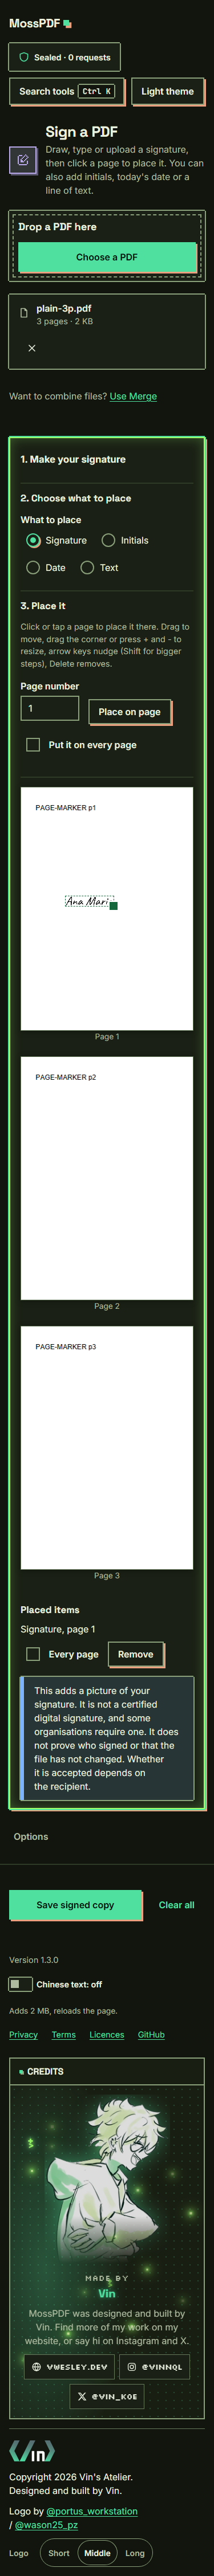 MossPDF
Sealed · 0 requests
Search tools Ctrl K
Light theme
Sign a PDF
Draw, type or upload a signature,
then click a page to place it. You can
also add initials, today's date or a
line of text.
Drop a PDF here
Choose a PDF
plain-3p.pdf
3 pages · 2 KB
Want to combine files? Use Merge
1. Make your signature
2. Choose what to place
What to place
Signature
Initials
Date
Text
3. Place it
Click or tap a page to place it there. Drag to
move, drag the corner or press + and - to
resize, arrow keys nudge (Shift for bigger
steps), Delete removes.
Page number
1
Place on page
Put it on every page
PAGE-MARKER p1
Ana Mari
Page 1
PAGE-MARKER p2
Page 2
PAGE-MARKER p3
Page 3
Placed items
Signature, page 1
Every page
Remove
This adds a picture of your
signature. It is not a certified
digital signature, and some
organisations require one. It does
not prove who signed or that the
file has not changed. Whether
it is accepted depends on
the recipient.
Options
Save signed copy
Clear all
Version 1.3.0
Chinese text: off
Adds 2 MB, reloads the page.
Privacy Terms Licences GitHub
CREDITS
MADE BY
Vin
MossPDF was designed and built by
Vin. Find more of my work on my
website, or say hi on Instagram and X.
VWESLEY.DEV
@VINNQL
@VIN_KOE
Vin
Copyright 2026 Vin's Atelier.
Designed and built by Vin.
Logo by @portus_workstation
/ @wason25_pz
Logo
Short
Middle
Long